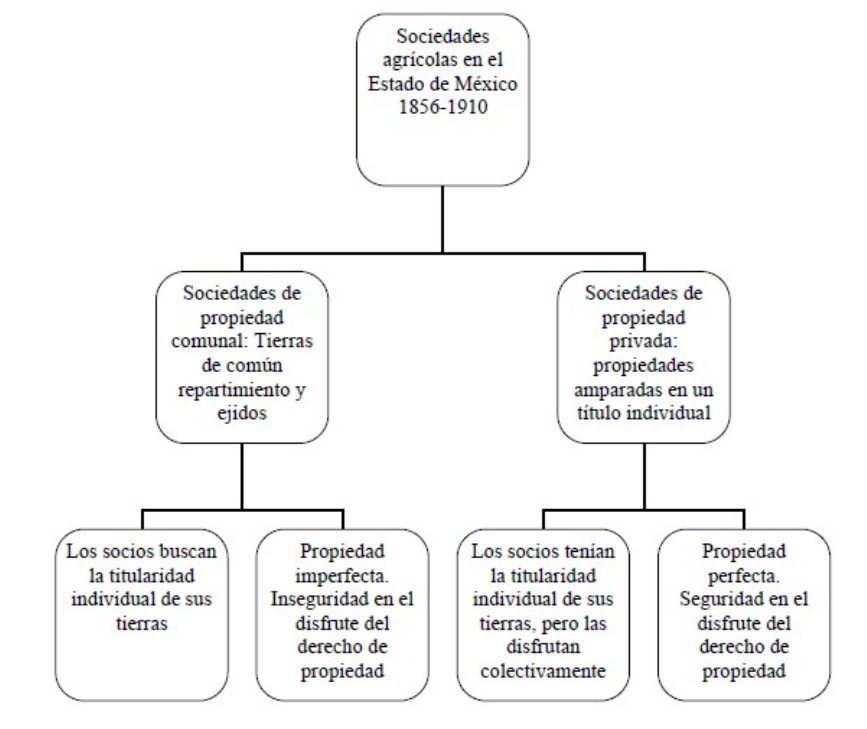 Sociedades
agrícolas en el
Estado de México
1856-1910
Sociedades de
propiedad
comunal: Tierras
de común
repartimiento y
ejidos
Sociedades de
propiedad
privada:
propiedades
amparadas en un
título individual
Los socios buscan
la titularidad
individual de sus
tierras
Propiedad
imperfecta.
Inseguridad en el
disfrute del
derecho de
propiedad
Los socios tenían
la titularidad
individual de sus
tierras, pero las
disfrutan
colectivamente
Propiedad
perfecta.
Seguridad en el
disfrute del
derecho de
propiedad